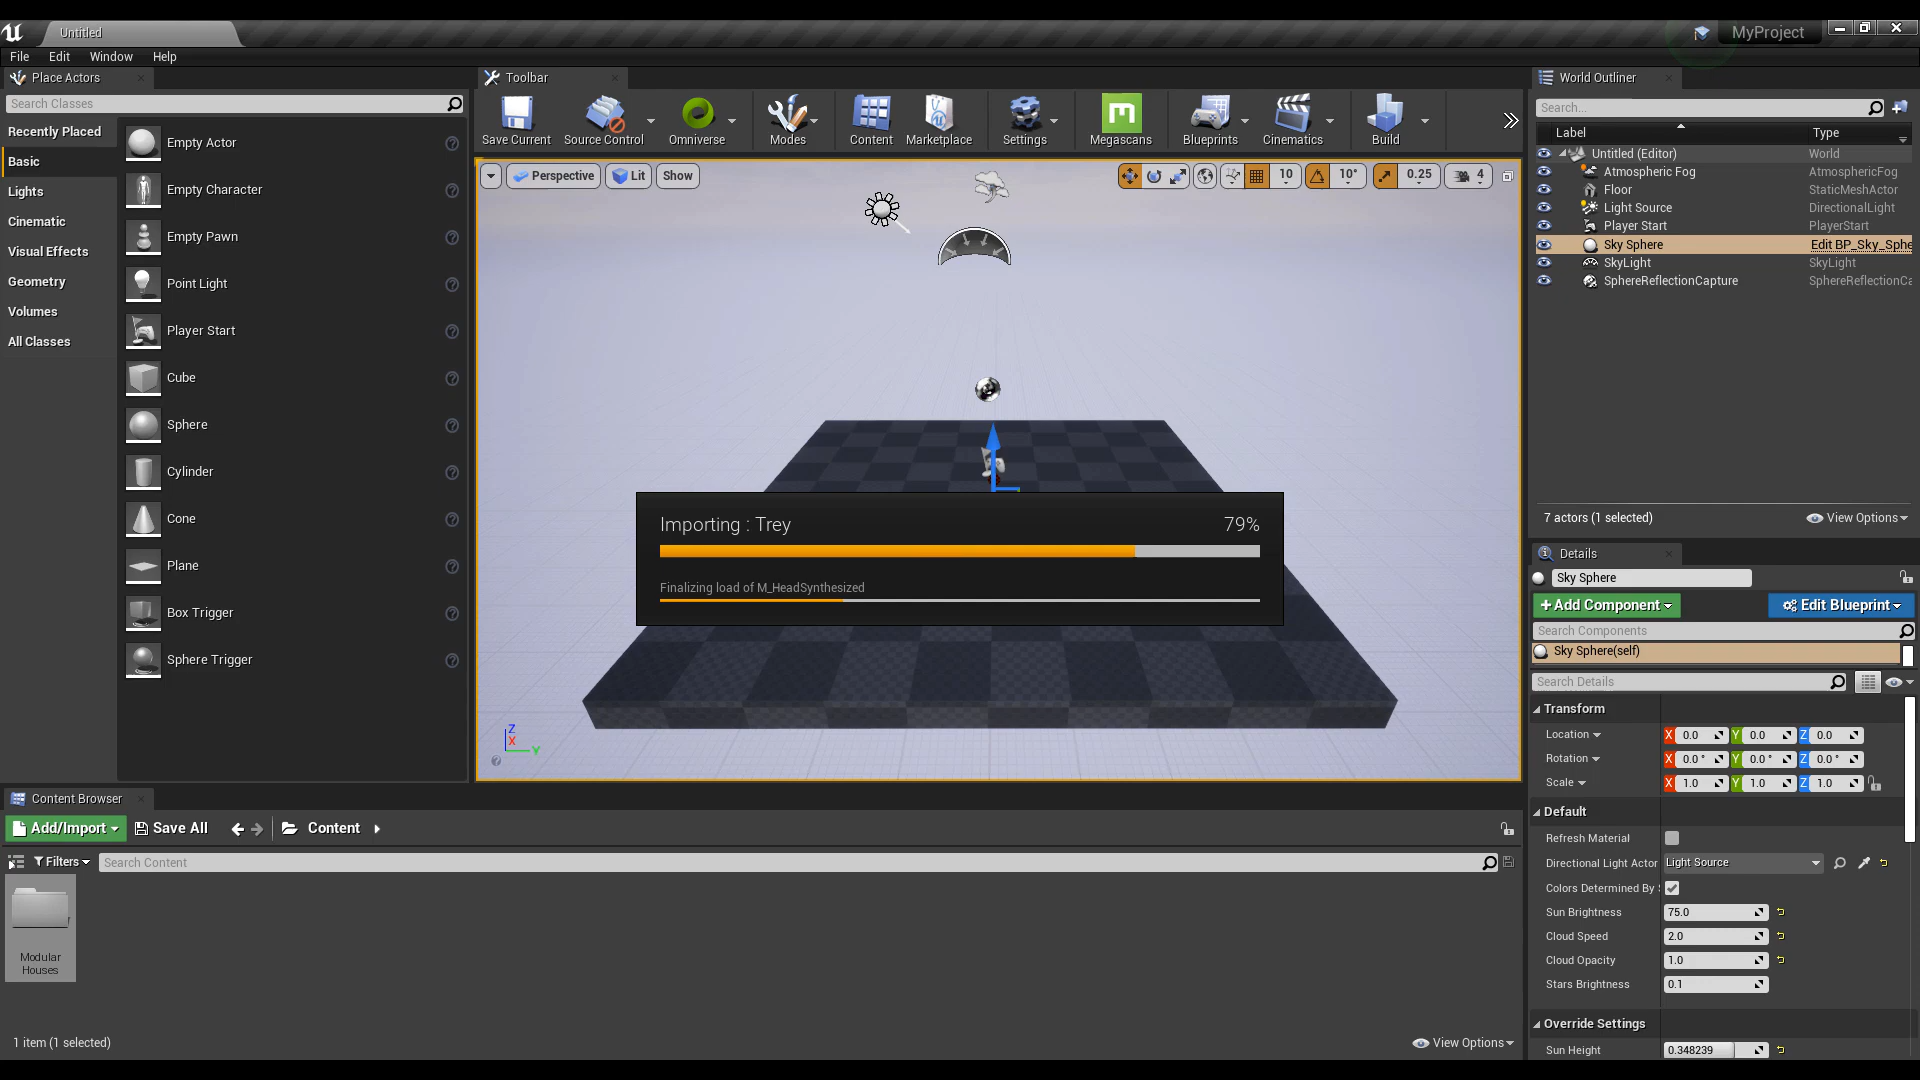 Untitled
MyProject
File Edit Window Help
Place Actors
Search Classes
Recently Placed
Basic
Lights
Cinematic
Visual Effects
Geometry
Volumes
All Classes
Empty Actor
Empty Character
Empty Pawn
Point Light
Player Start
Cube
Sphere
Cylinder
Cone
Plane
Box Trigger
Sphere Trigger
Toolbar
Save Current Source Control Omniverse Modes Content Marketplace Settings Megascans Blueprints Cinematics Build
Perspective Lit Show 10 10° 0.25 4
Importing : Trey 79%
Finalizing load of M_HeadSynthesized
Z
X
Y
World Outliner
Search...
Label Type
Untitled (Editor) World
Atmospheric Fog AtmosphericFog
Floor StaticMeshActor
Light Source DirectionalLight
Player Start PlayerStart
Sky Sphere Edit BP_Sky_Sphe
SkyLight SkyLight
SphereReflectionCapture SphereReflectionCa
7 actors (1 selected) View Options
Details
Sky Sphere
+Add Component Edit Blueprint
Search Components
Sky Sphere(self)
Search Details
Transform
Location X 0.0 Y 0.0 Z 0.0
Rotation X 0.0° Y 0.0° Z 0.0°
Scale X 1.0 Y 1.0 Z 1.0
Default
Refresh Material
Directional Light Actor Light Source
Colors Determined By S
Sun Brightness 75.0
Cloud Speed 2.0
Cloud Opacity 1.0
Stars Brightness 0.1
Override Settings
Sun Height 0.348239
Content Browser
Add/Import Save All Content
Filters Search Content
Modular
Houses
1 item (1 selected) View Options